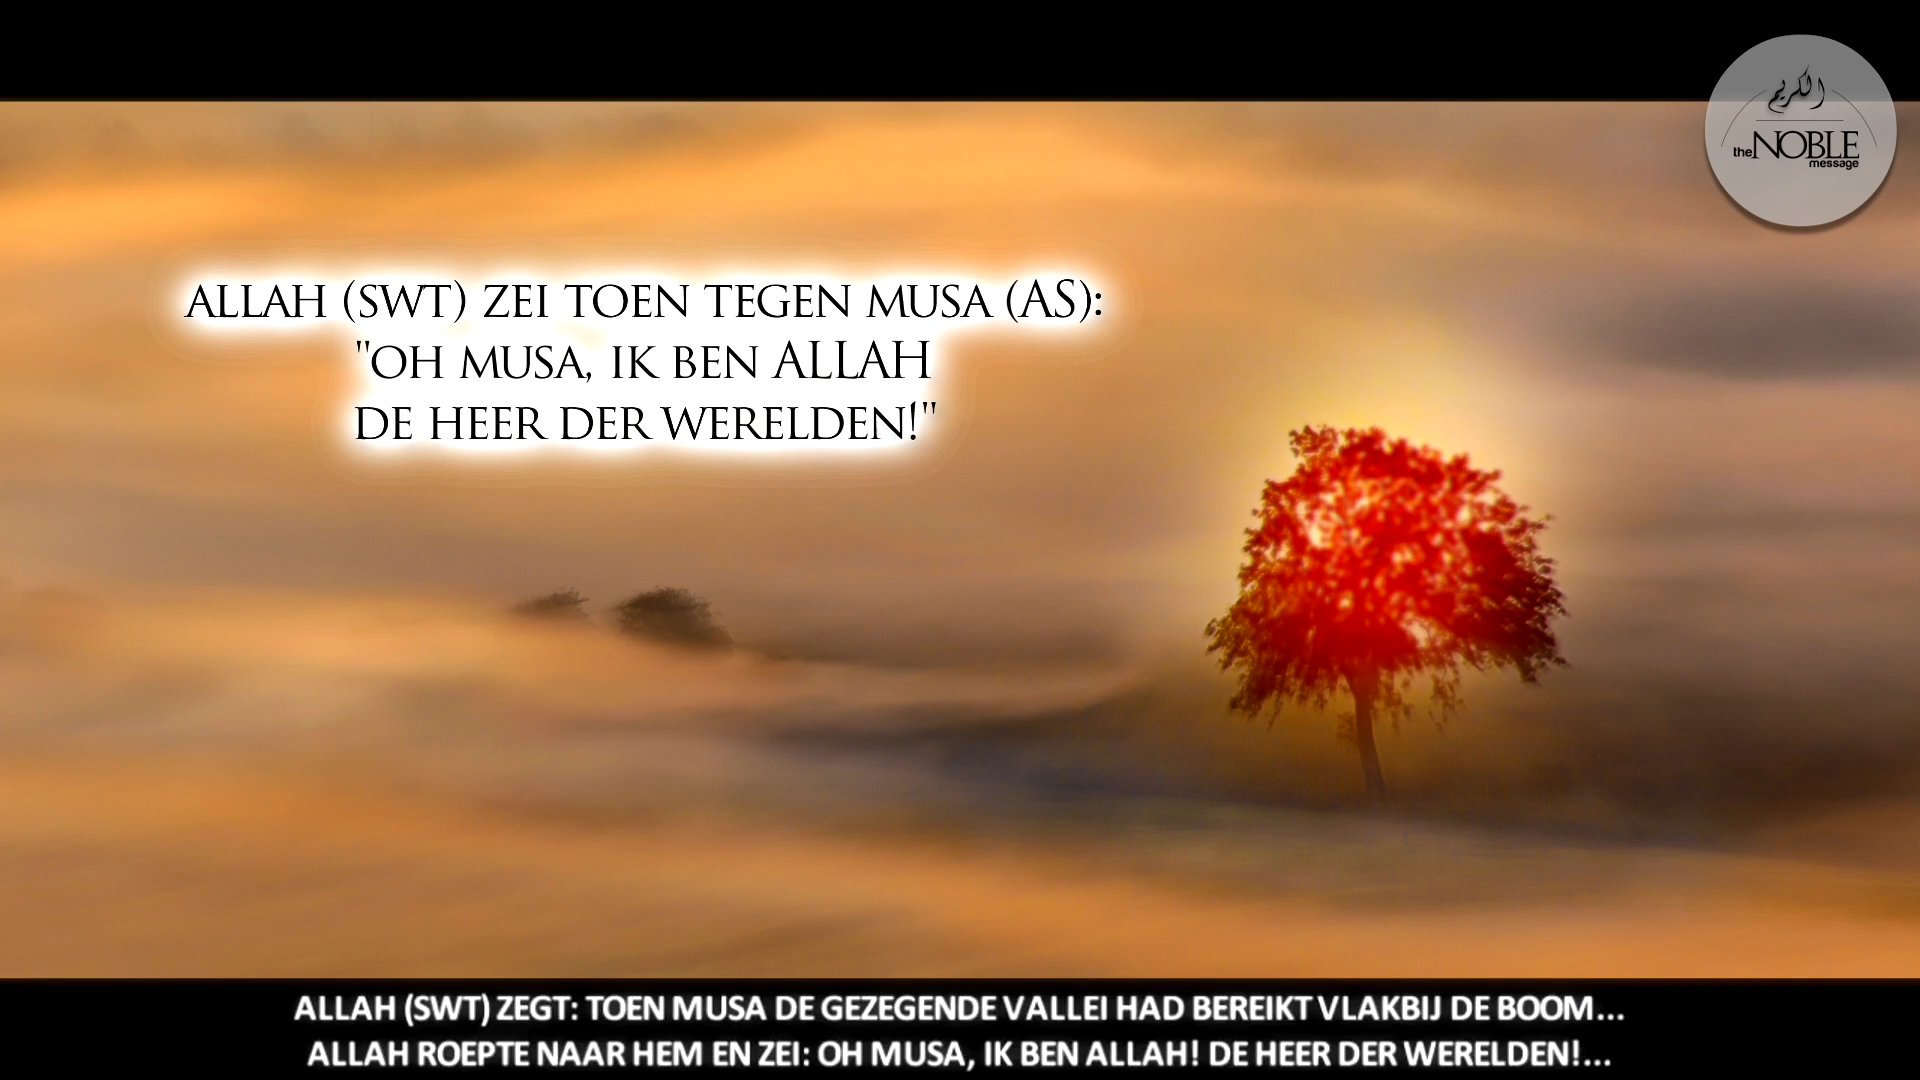 الكريم
the NOBLE
message
ALLAH (SWT) ZEI TOEN TEGEN MUSA (AS):
"OH MUSA, IK BEN ALLAH
DE HEER DER WERELDEN!"
ALLAH (SWT) ZEGT: TOEN MUSA DE GEZEGENDE VALLEI HAD BEREIKT VLAKBIJ DE BOOM...
ALLAH ROEPTE NAAR HEM EN ZEI: OH MUSA, IK BEN ALLAH! DE HEER DER WERELDEN!...